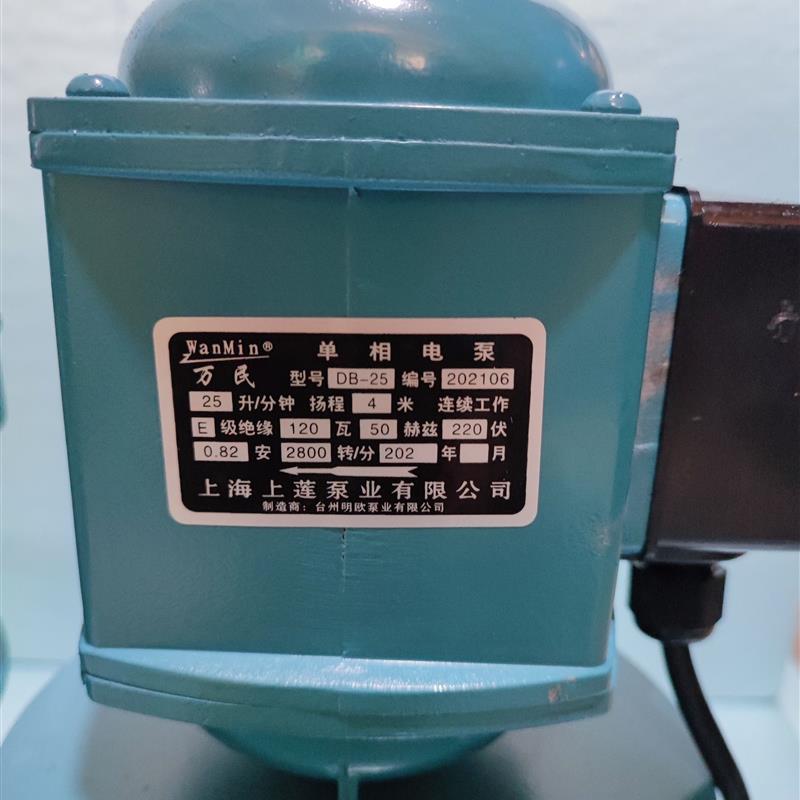 WanMin® 单相电泵
万民 型号 DB-25 编号 202106
25 升/分钟 扬程 4 米 连续工作
E 级绝缘 120 瓦 50 赫兹 220 伏
0.82 安 2800 转/分 202 年 月
上海上莲泵业有限公司
制造商：台州明欧泵业有限公司